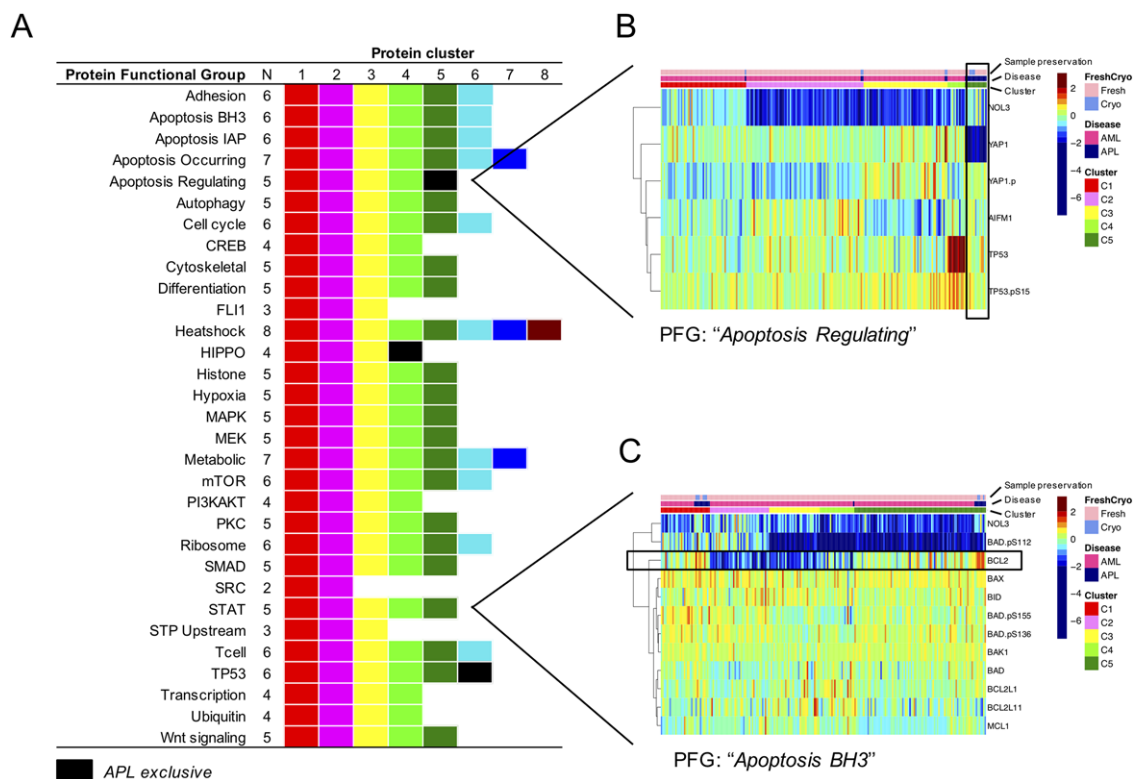 A
Protein cluster
Protein Functional Group N 1 2 3 4 5 6 7 8
Adhesion 6
Apoptosis BH3 6
Apoptosis IAP 6
Apoptosis Occurring 7
Apoptosis Regulating 5
Autophagy 5
Cell cycle 6
CREB 4
Cytoskeletal 5
Differentiation 5
FLI1 3
Heatshock 8
HIPPO 4
Histone 5
Hypoxia 5
MAPK 5
MEK 5
Metabolic 7
mTOR 6
PI3KAKT 4
PKC 5
Ribosome 6
SMAD 5
SRC 2
STAT 5
STP Upstream 3
Tcell 6
TP53 6
Transcription 4
Ubiquitin 4
Wnt signaling 5
APL exclusive
B
Sample preservation
Disease
Cluster
NOL3
YAP1
YAP1.p
AIFM1
TP53
TP53.pS15
2
0
-2
-4
-6
FreshCryo
Fresh
Cryo
Disease
AML
APL
Cluster
C1
C2
C3
C4
C5
PFG: "Apoptosis Regulating"
C
Sample preservation
Disease
Cluster
NOL3
BAD.pS112
BCL2
BAX
BID
BAD.pS155
BAD.pS136
BAK1
BAD
BCL2L1
BCL2L11
MCL1
2
0
-2
-4
-6
FreshCryo
Fresh
Cryo
Disease
AML
APL
Cluster
C1
C2
C3
C4
C5
PFG: "Apoptosis BH3"